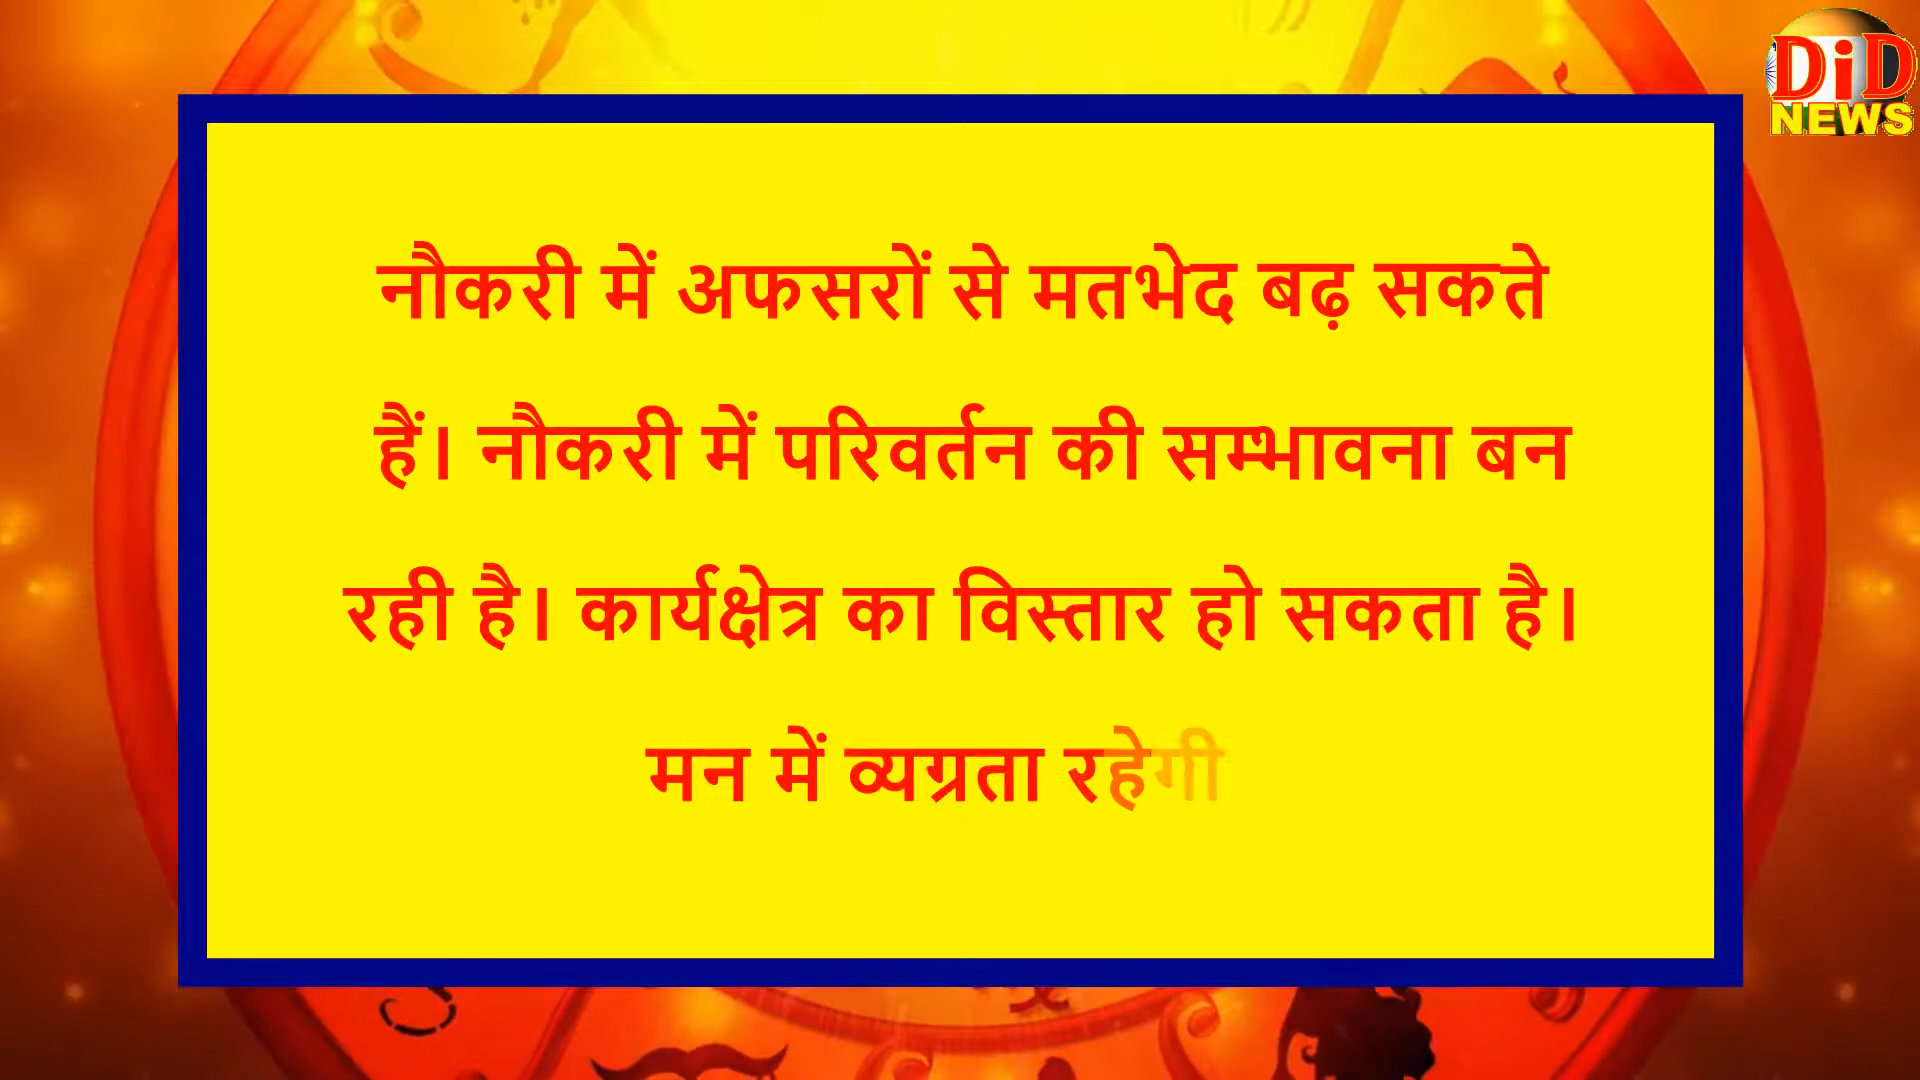 DiD
NEWS
नौकरी में अफसरों से मतभेद बढ़ सकते
हैं। नौकरी में परिवर्तन की सम्भावना बन
रही है। कार्यक्षेत्र का विस्तार हो सकता है।
मन में व्यग्रता रहेगी